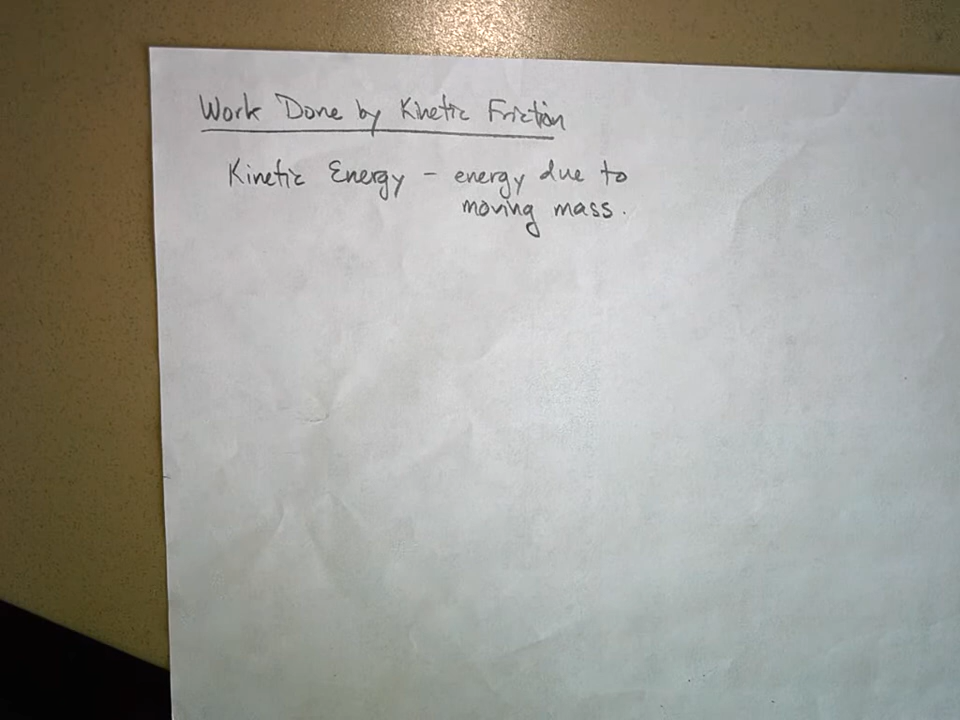 Work Done by Kinetic Friction
Kinetic Energy - energy due to
moving mass.